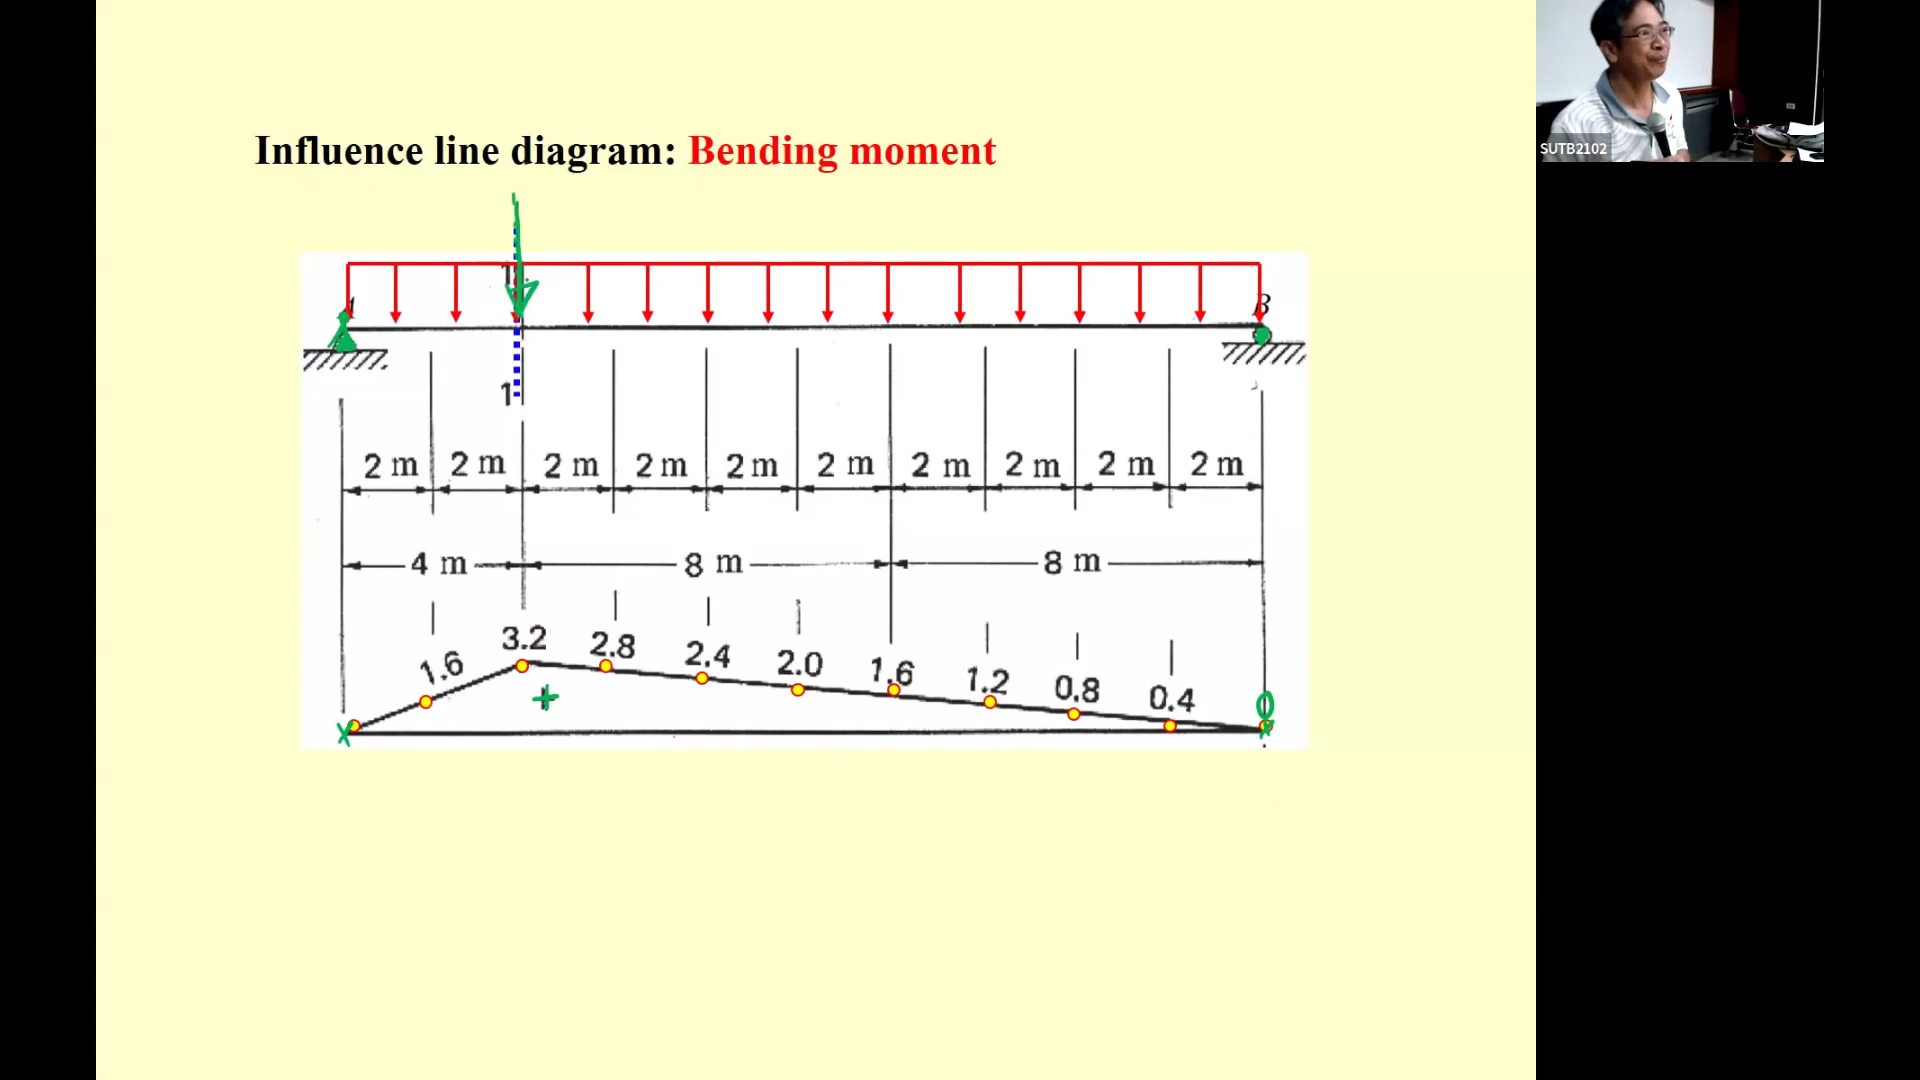 SUTB2102
Influence line diagram: Bending moment
1
A
B
1
2 m 2 m 2 m 2 m 2 m 2 m 2 m 2 m 2 m 2 m
4 m 8 m 8 m
1.6 3.2 2.8 2.4 2.0 1.6 1.2 0.8 0.4 0
+
x x